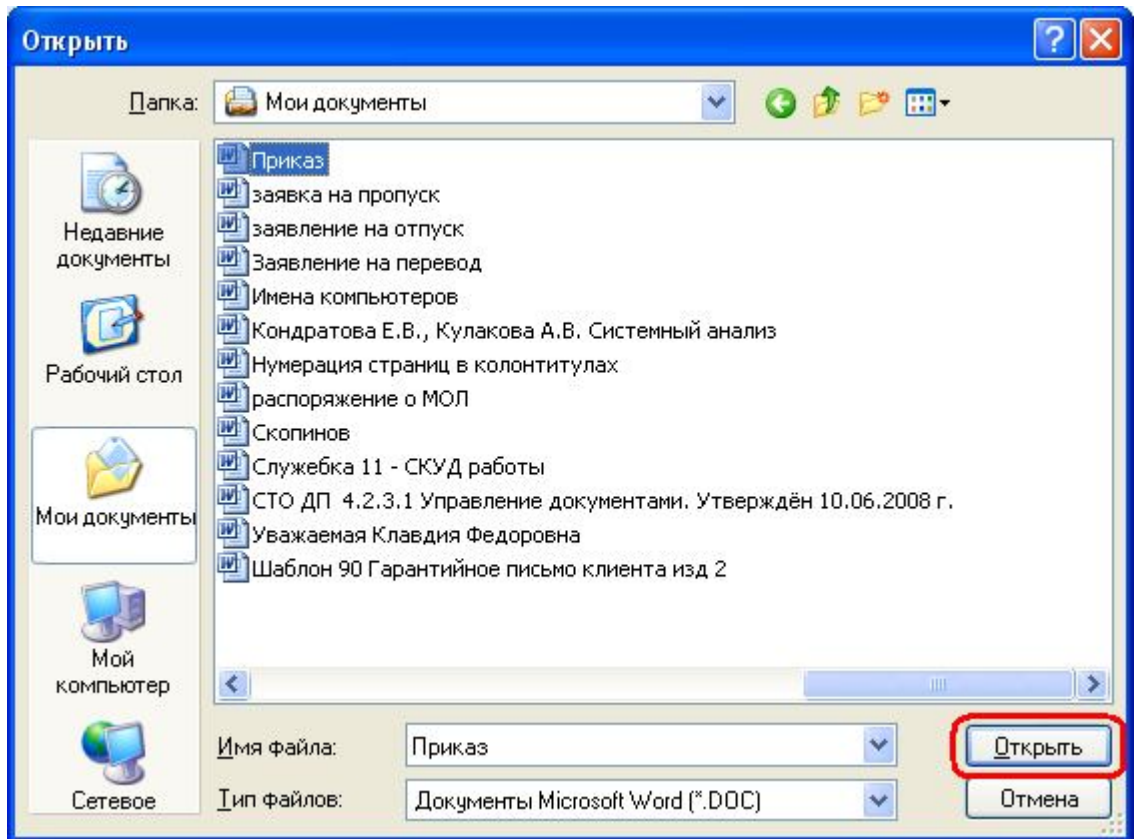 Открыть
Папка:
Мои документы
Недавние
документы
Рабочий стол
Мои документы
Мой
компьютер
Сетевое
Приказ
заявка на пропуск
заявление на отпуск
Заявление на перевод
Имена компьютеров
Кондратова Е.В., Кулакова А.В. Системный анализ
Нумерация страниц в колонтитулах
распоряжение о МОЛ
Скопинов
Служебка 11 - СКУД работы
СТО ДП  4.2.3.1 Управление документами. Утверждён 10.06.2008 г.
Уважаемая Клавдия Федоровна
Шаблон 90 Гарантийное письмо клиента изд 2
Имя файла:
Приказ
Открыть
Тип файлов:
Документы Microsoft Word (*.DOC)
Отмена